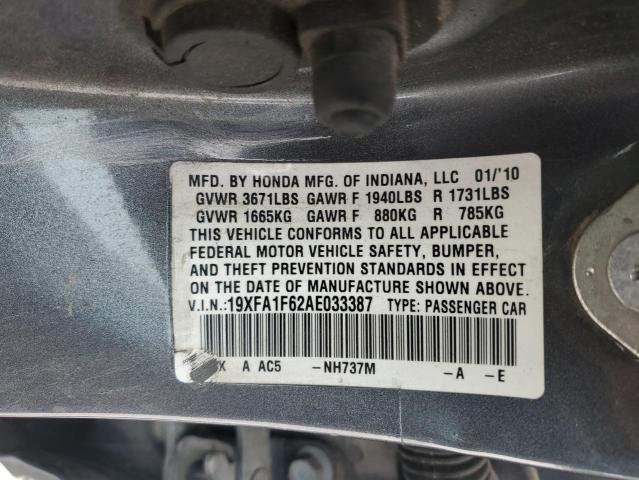 MFD. BY HONDA MFG. OF INDIANA, LLC 01/'10
GVWR 3671LBS GAWR F 1940LBS R 1731LBS
GVWR 1665KG GAWR F 880KG R 785KG
THIS VEHICLE CONFORMS TO ALL APPLICABLE
FEDERAL MOTOR VEHICLE SAFETY, BUMPER,
AND THEFT PREVENTION STANDARDS IN EFFECT
ON THE DATE OF MANUFACTURE SHOWN ABOVE.
V.I.N.:19XFA1F62AE033387 TYPE: PASSENGER CAR
A AC5 -NH737M -A -E